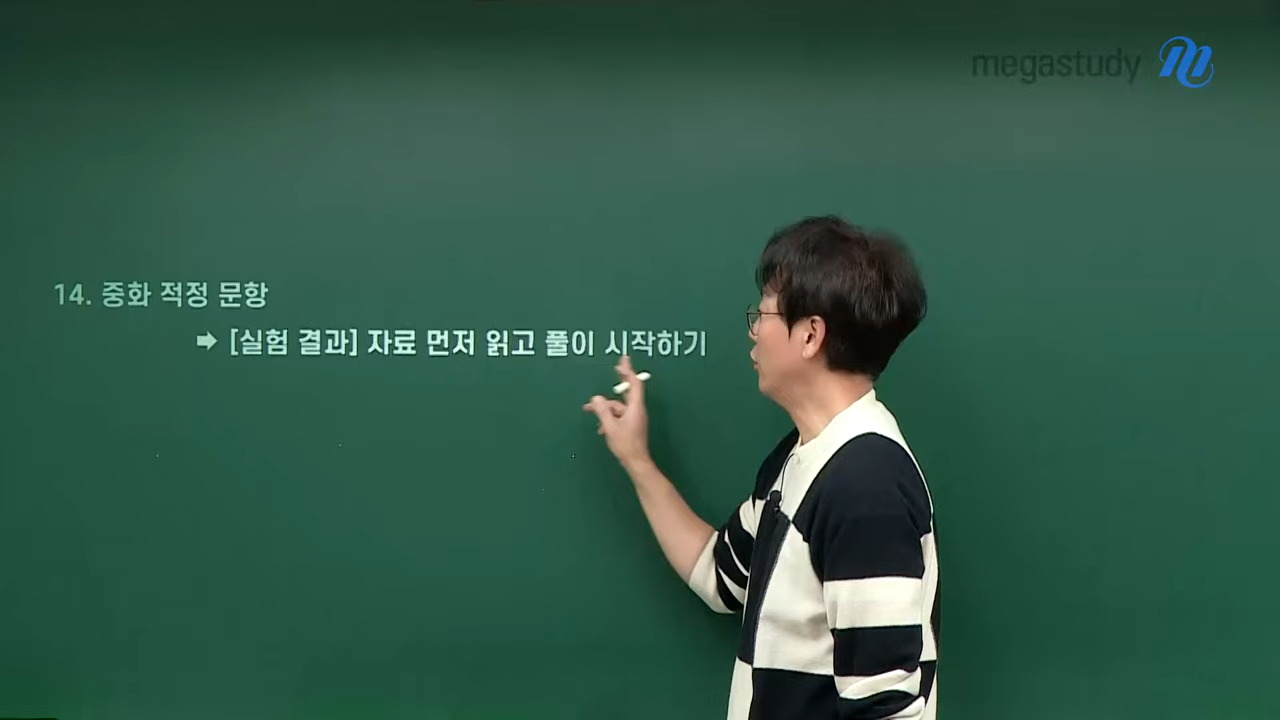 megastudy
14. 중화 적정 문항
➡ [실험 결과] 자료 먼저 읽고 풀이 시작하기